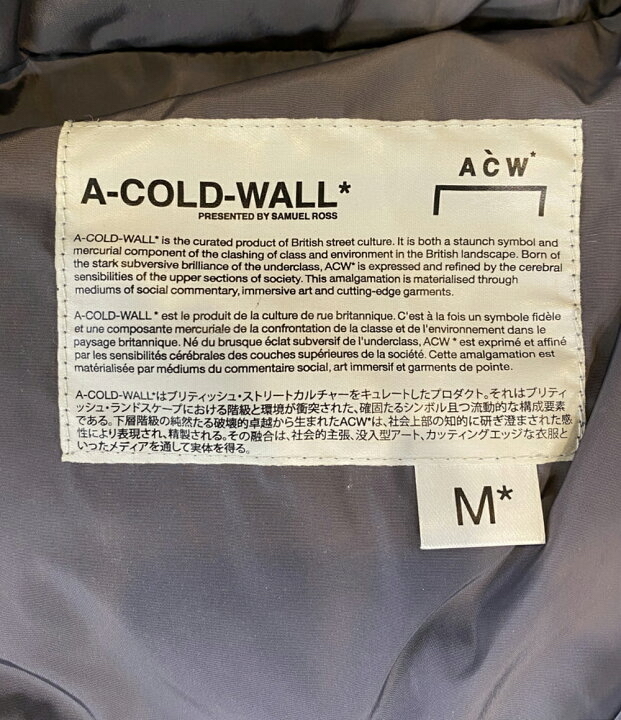 A-COLD-WALL*
PRESENTED BY SAMUEL ROSS
ACW*
A-COLD-WALL* is the curated product of British street culture. It is both a staunch symbol and
mercurial component of the clashing of class and environment in the British landscape. Born of
the stark subversive brilliance of the underclass, ACW* is expressed and refined by the cerebral
sensibilities of the upper sections of society. This amalgamation is materialised through
mediums of social commentary, immersive art and cutting-edge garments.
A-COLD-WALL * est le produit de la culture de rue britannique. C'est à la fois un symbole fidèle
et une composante mercuriale de la confrontation de la classe et de l'environnement dans le
paysage britannique. Né du brusque éclat subversif de l'underclass, ACW * est exprimé et affiné
par les sensibilités cérébrales des couches supérieures de la société. Cette amalgamation est
matérialisée par médiums du commentaire social, art immersif et garments de pointe.
A-COLD-WALL*はブリティッシュ・ストリートカルチャーをキュレートしたプロダクト。それはブリティ
ッシュ・ランドスケープにおける階級と環境が衝突された、確固たるシンボル且つ流動的な構成要素
である。下層階級の純然たる破壊的卓越から生まれたACW*は、社会上部の知的に研ぎ澄まされた感
性により表現され、精製される。その融合は、社会的主張、没入型アート、カッティングエッジな衣服と
いったメディアを通して実体を得る。
M*